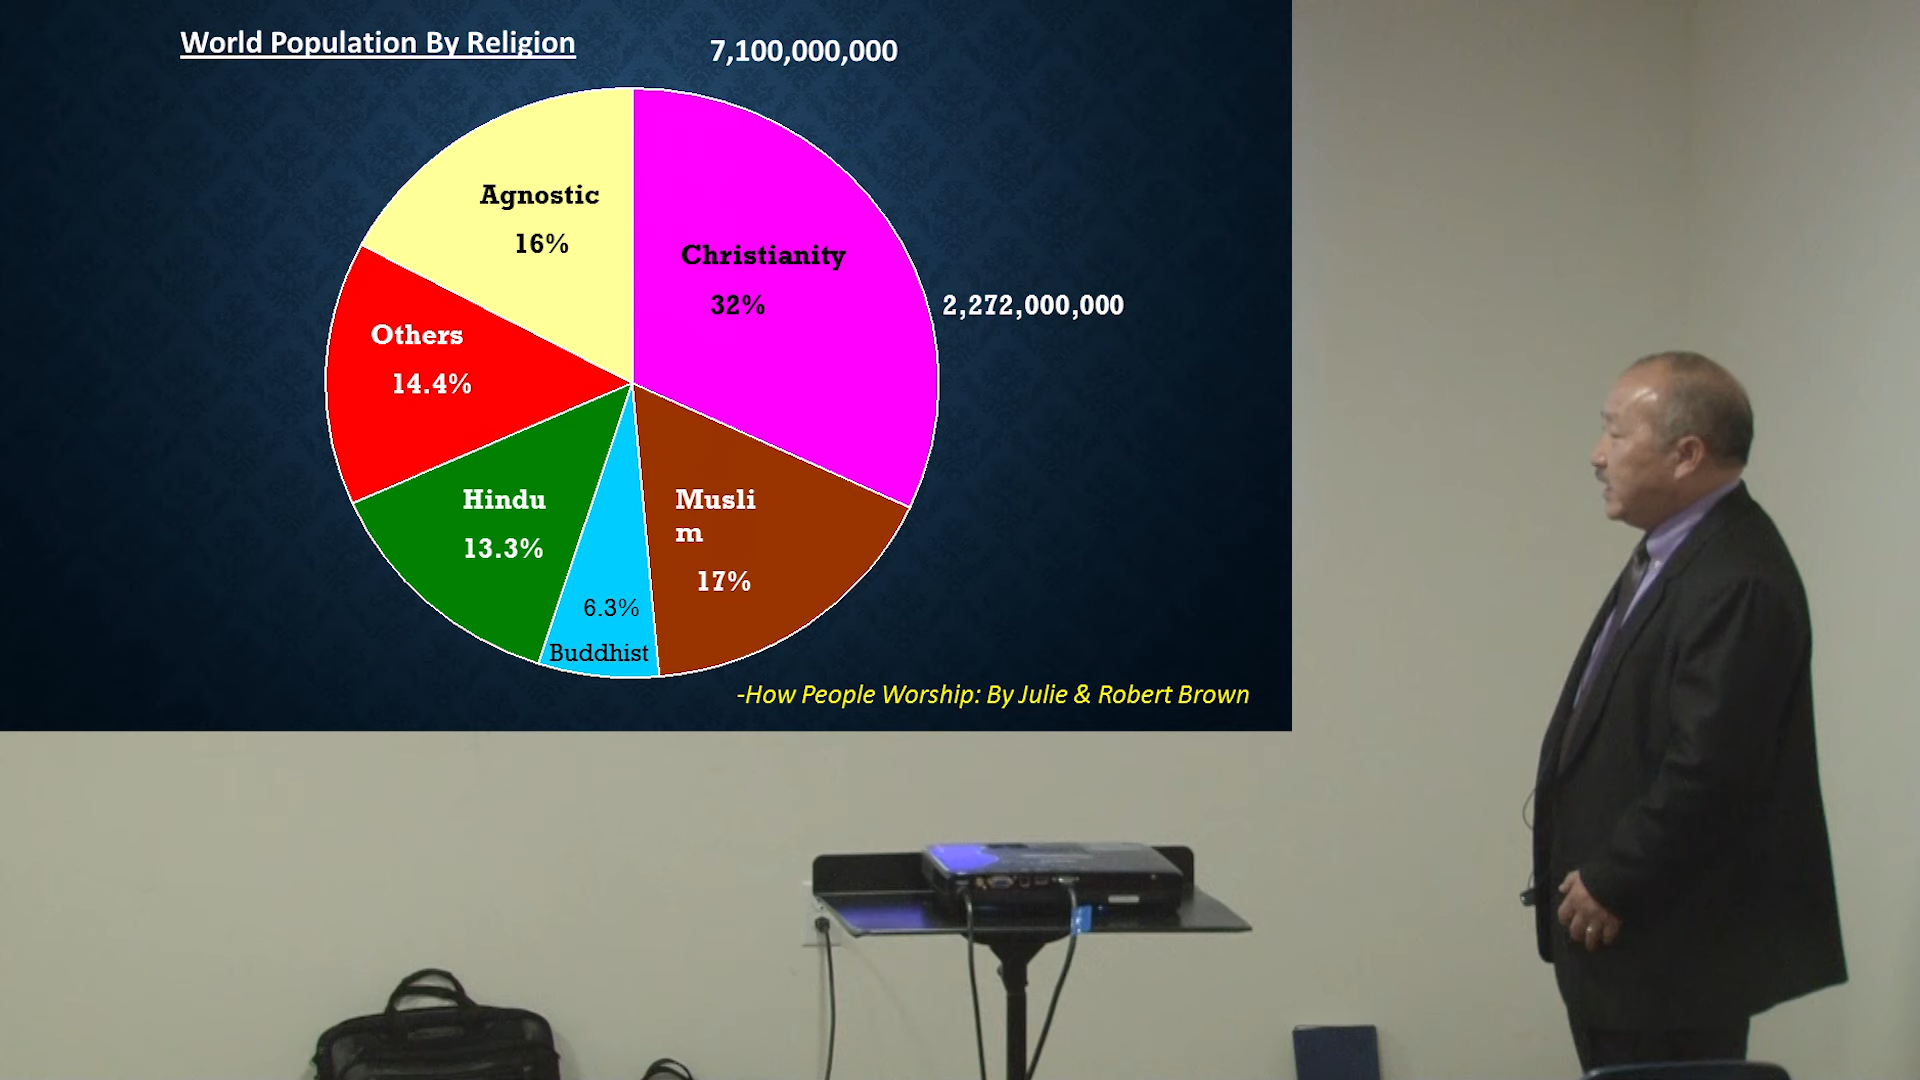 World Population By Religion
7,100,000,000
Agnostic
16%
Christianity
32%
2,272,000,000
Others
14.4%
Hindu
13.3%
Musli
m
17%
6.3%
Buddhist
-How People Worship: By Julie & Robert Brown